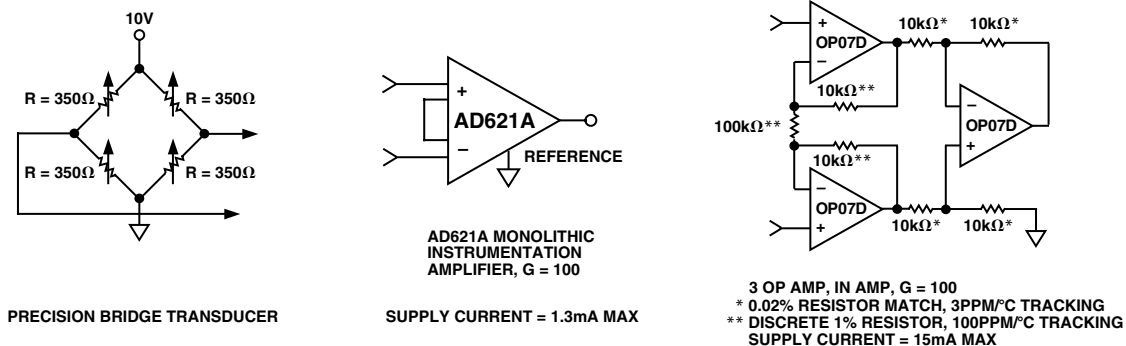 10V
R = 350Ω
R = 350Ω
R = 350Ω
R = 350Ω
PRECISION BRIDGE TRANSDUCER
+
AD621A
−
REFERENCE
AD621A MONOLITHIC
INSTRUMENTATION
AMPLIFIER, G = 100
SUPPLY CURRENT = 1.3mA MAX
+
OP07D
−
10kΩ*
10kΩ*
10kΩ**
100kΩ**
−
OP07D
+
10kΩ**
−
OP07D
+
10kΩ*
10kΩ*
3 OP AMP, IN AMP, G = 100
* 0.02% RESISTOR MATCH, 3PPM/°C TRACKING
** DISCRETE 1% RESISTOR, 100PPM/°C TRACKING
SUPPLY CURRENT = 15mA MAX